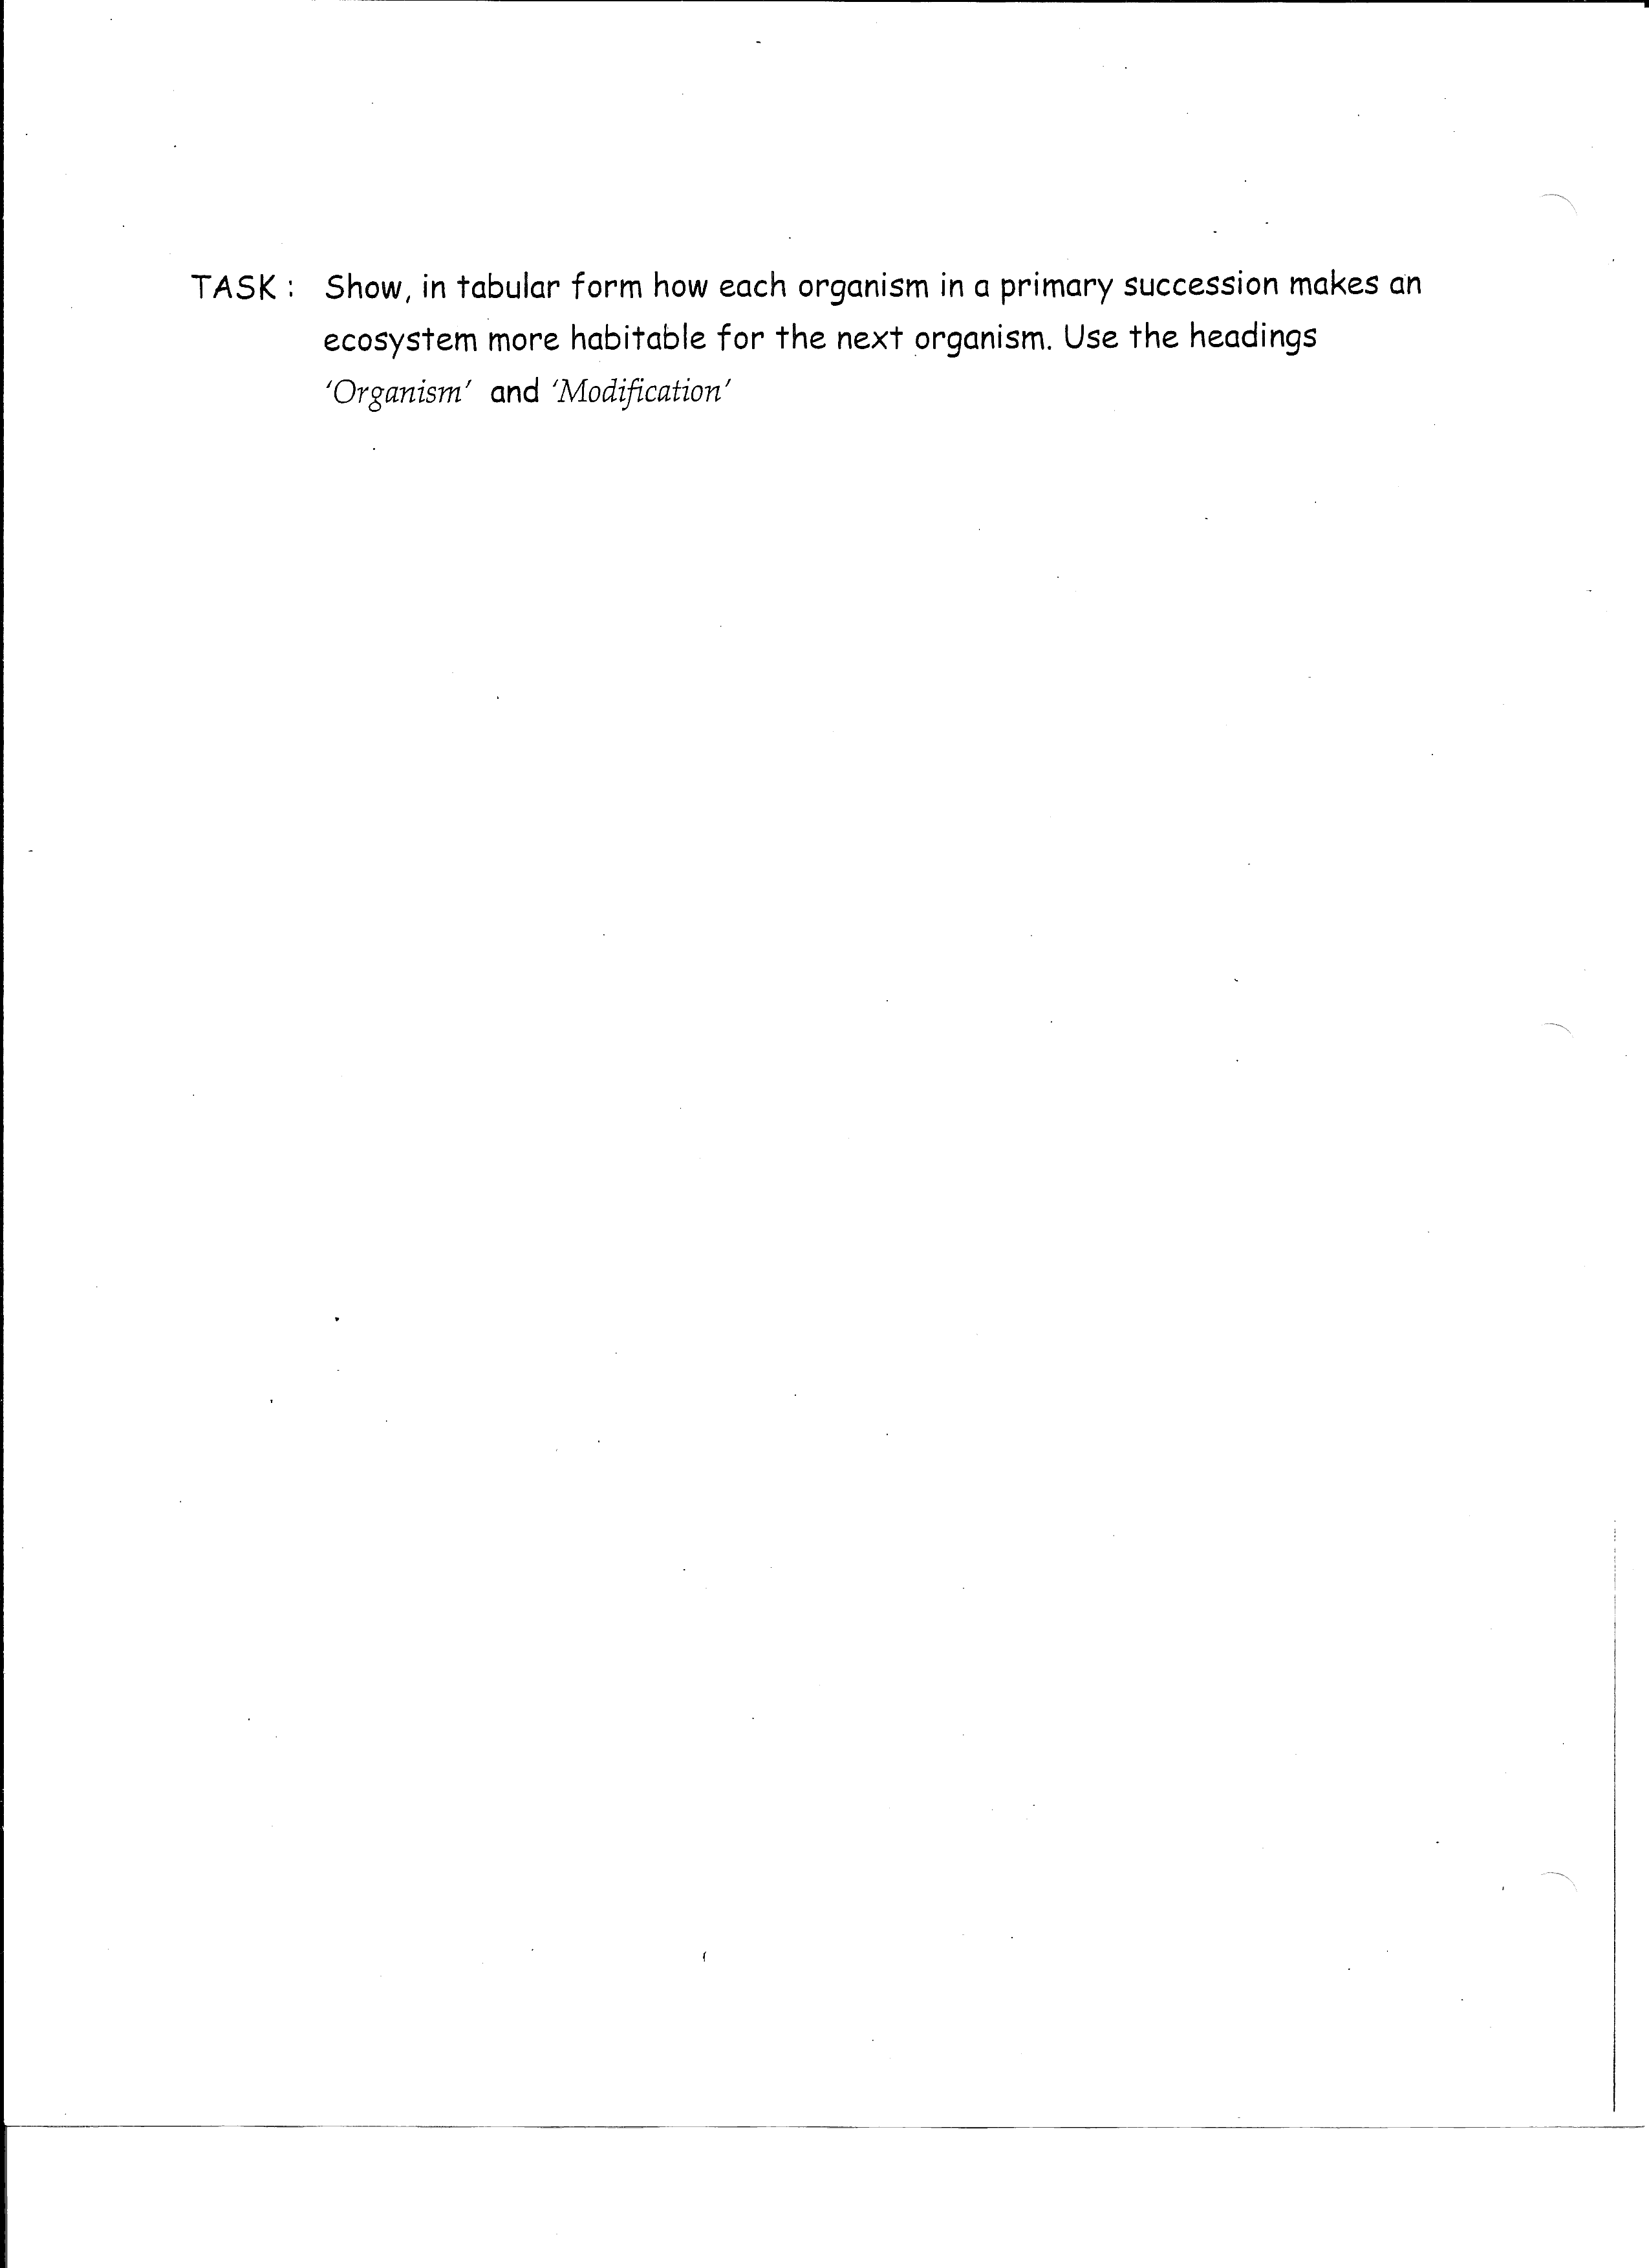 TASK : Show, in tabular form how each organism in a primary succession makes an
ecosystem more habitable for the next organism. Use the headings
'Organism' and 'Modification'